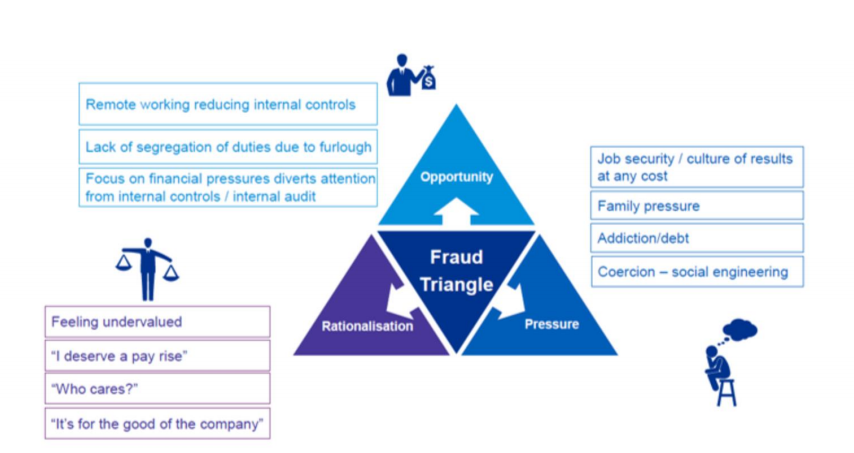 Remote working reducing internal controls
Lack of segregation of duties due to furlough
Focus on financial pressures diverts attention
from internal controls / internal audit
Opportunity
Job security / culture of results
at any cost
Family pressure
Addiction/debt
Coercion – social engineering
Fraud
Triangle
Rationalisation
Pressure
Feeling undervalued
“I deserve a pay rise”
“Who cares?”
“It’s for the good of the company”
$